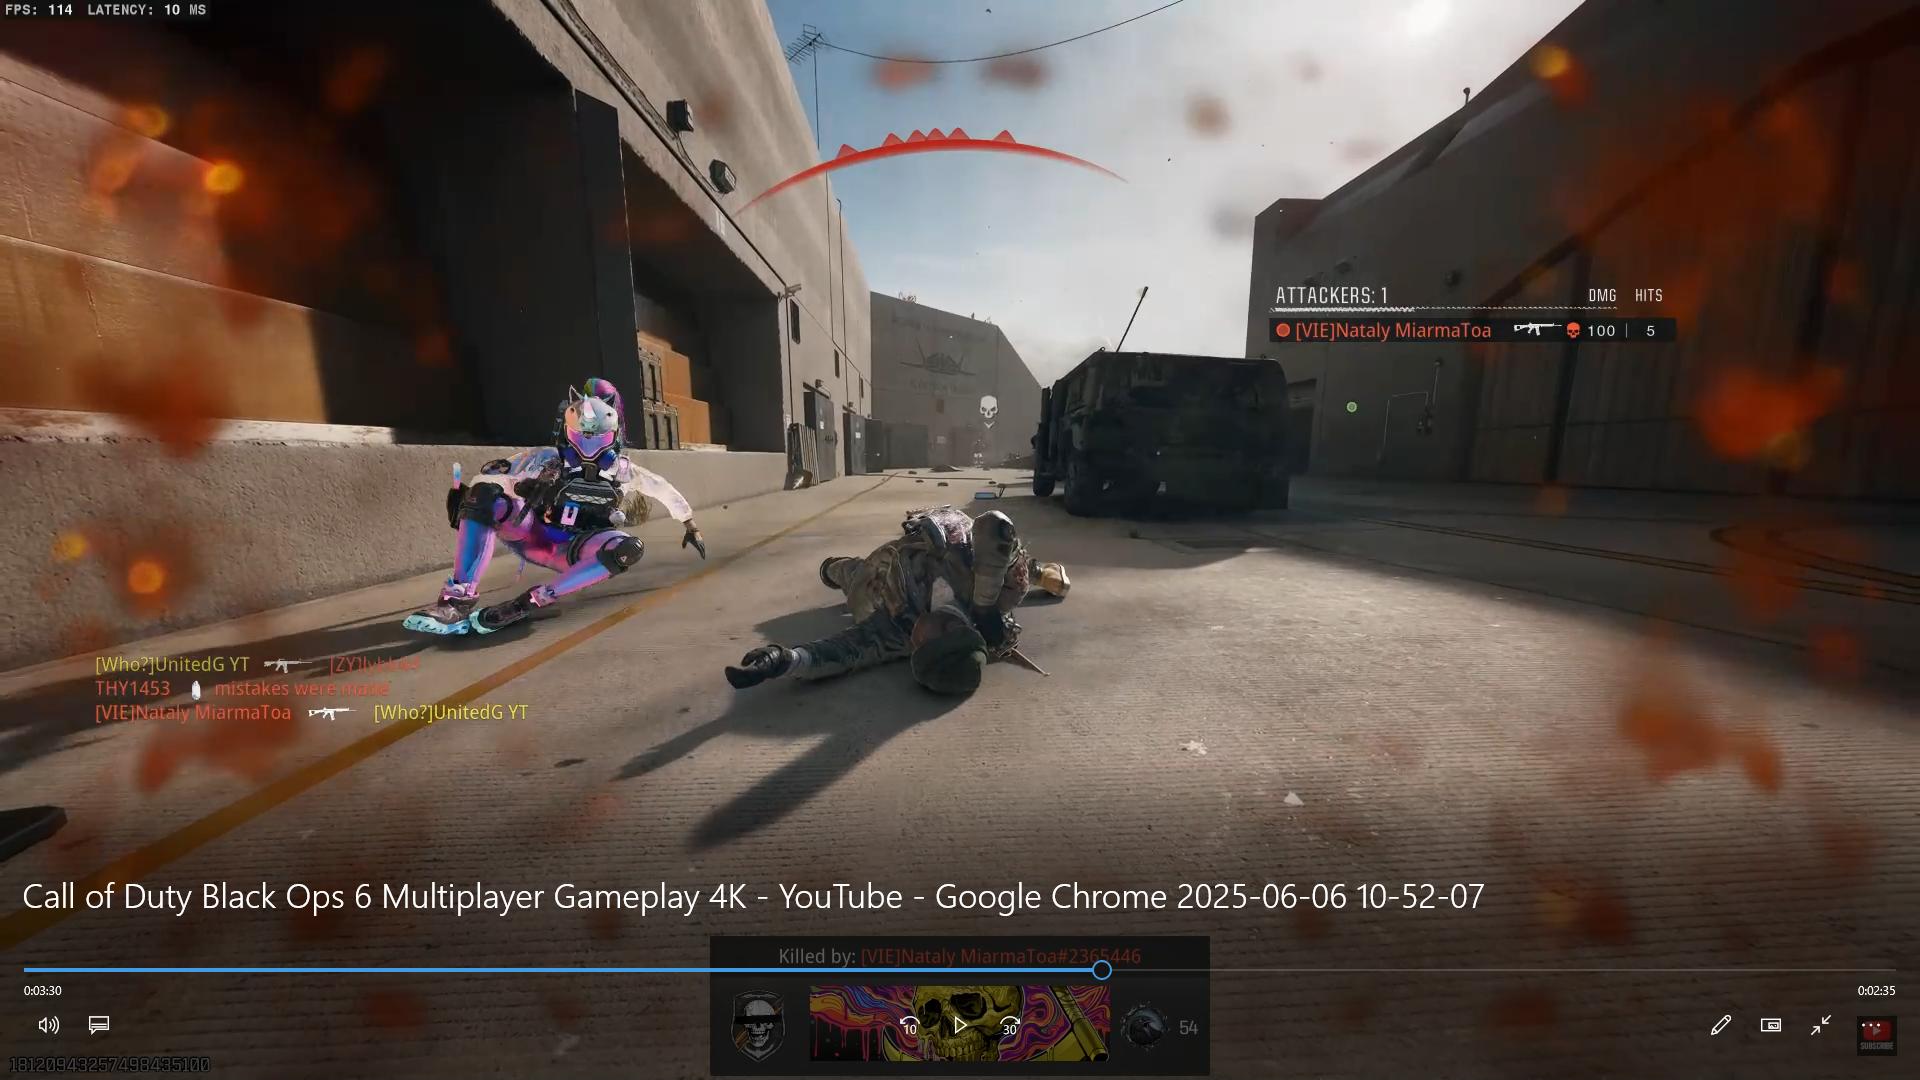 FPS: 114 LATENCY: 10 MS
ATTACKERS: 1 DMG HITS
[VIE]Nataly MiarmaToa 100 | 5
[Who?]UnitedG YT
THY1453 mistakes were made
[VIE]Nataly MiarmaToa [Who?]UnitedG YT
Call of Duty Black Ops 6 Multiplayer Gameplay 4K - YouTube - Google Chrome 2025-06-06 10-52-07
Killed by: [VIE]Nataly MiarmaToa#2365446
0:03:30 0:02:35
10 30 54
SUBSCRIBE
18120943257498435100